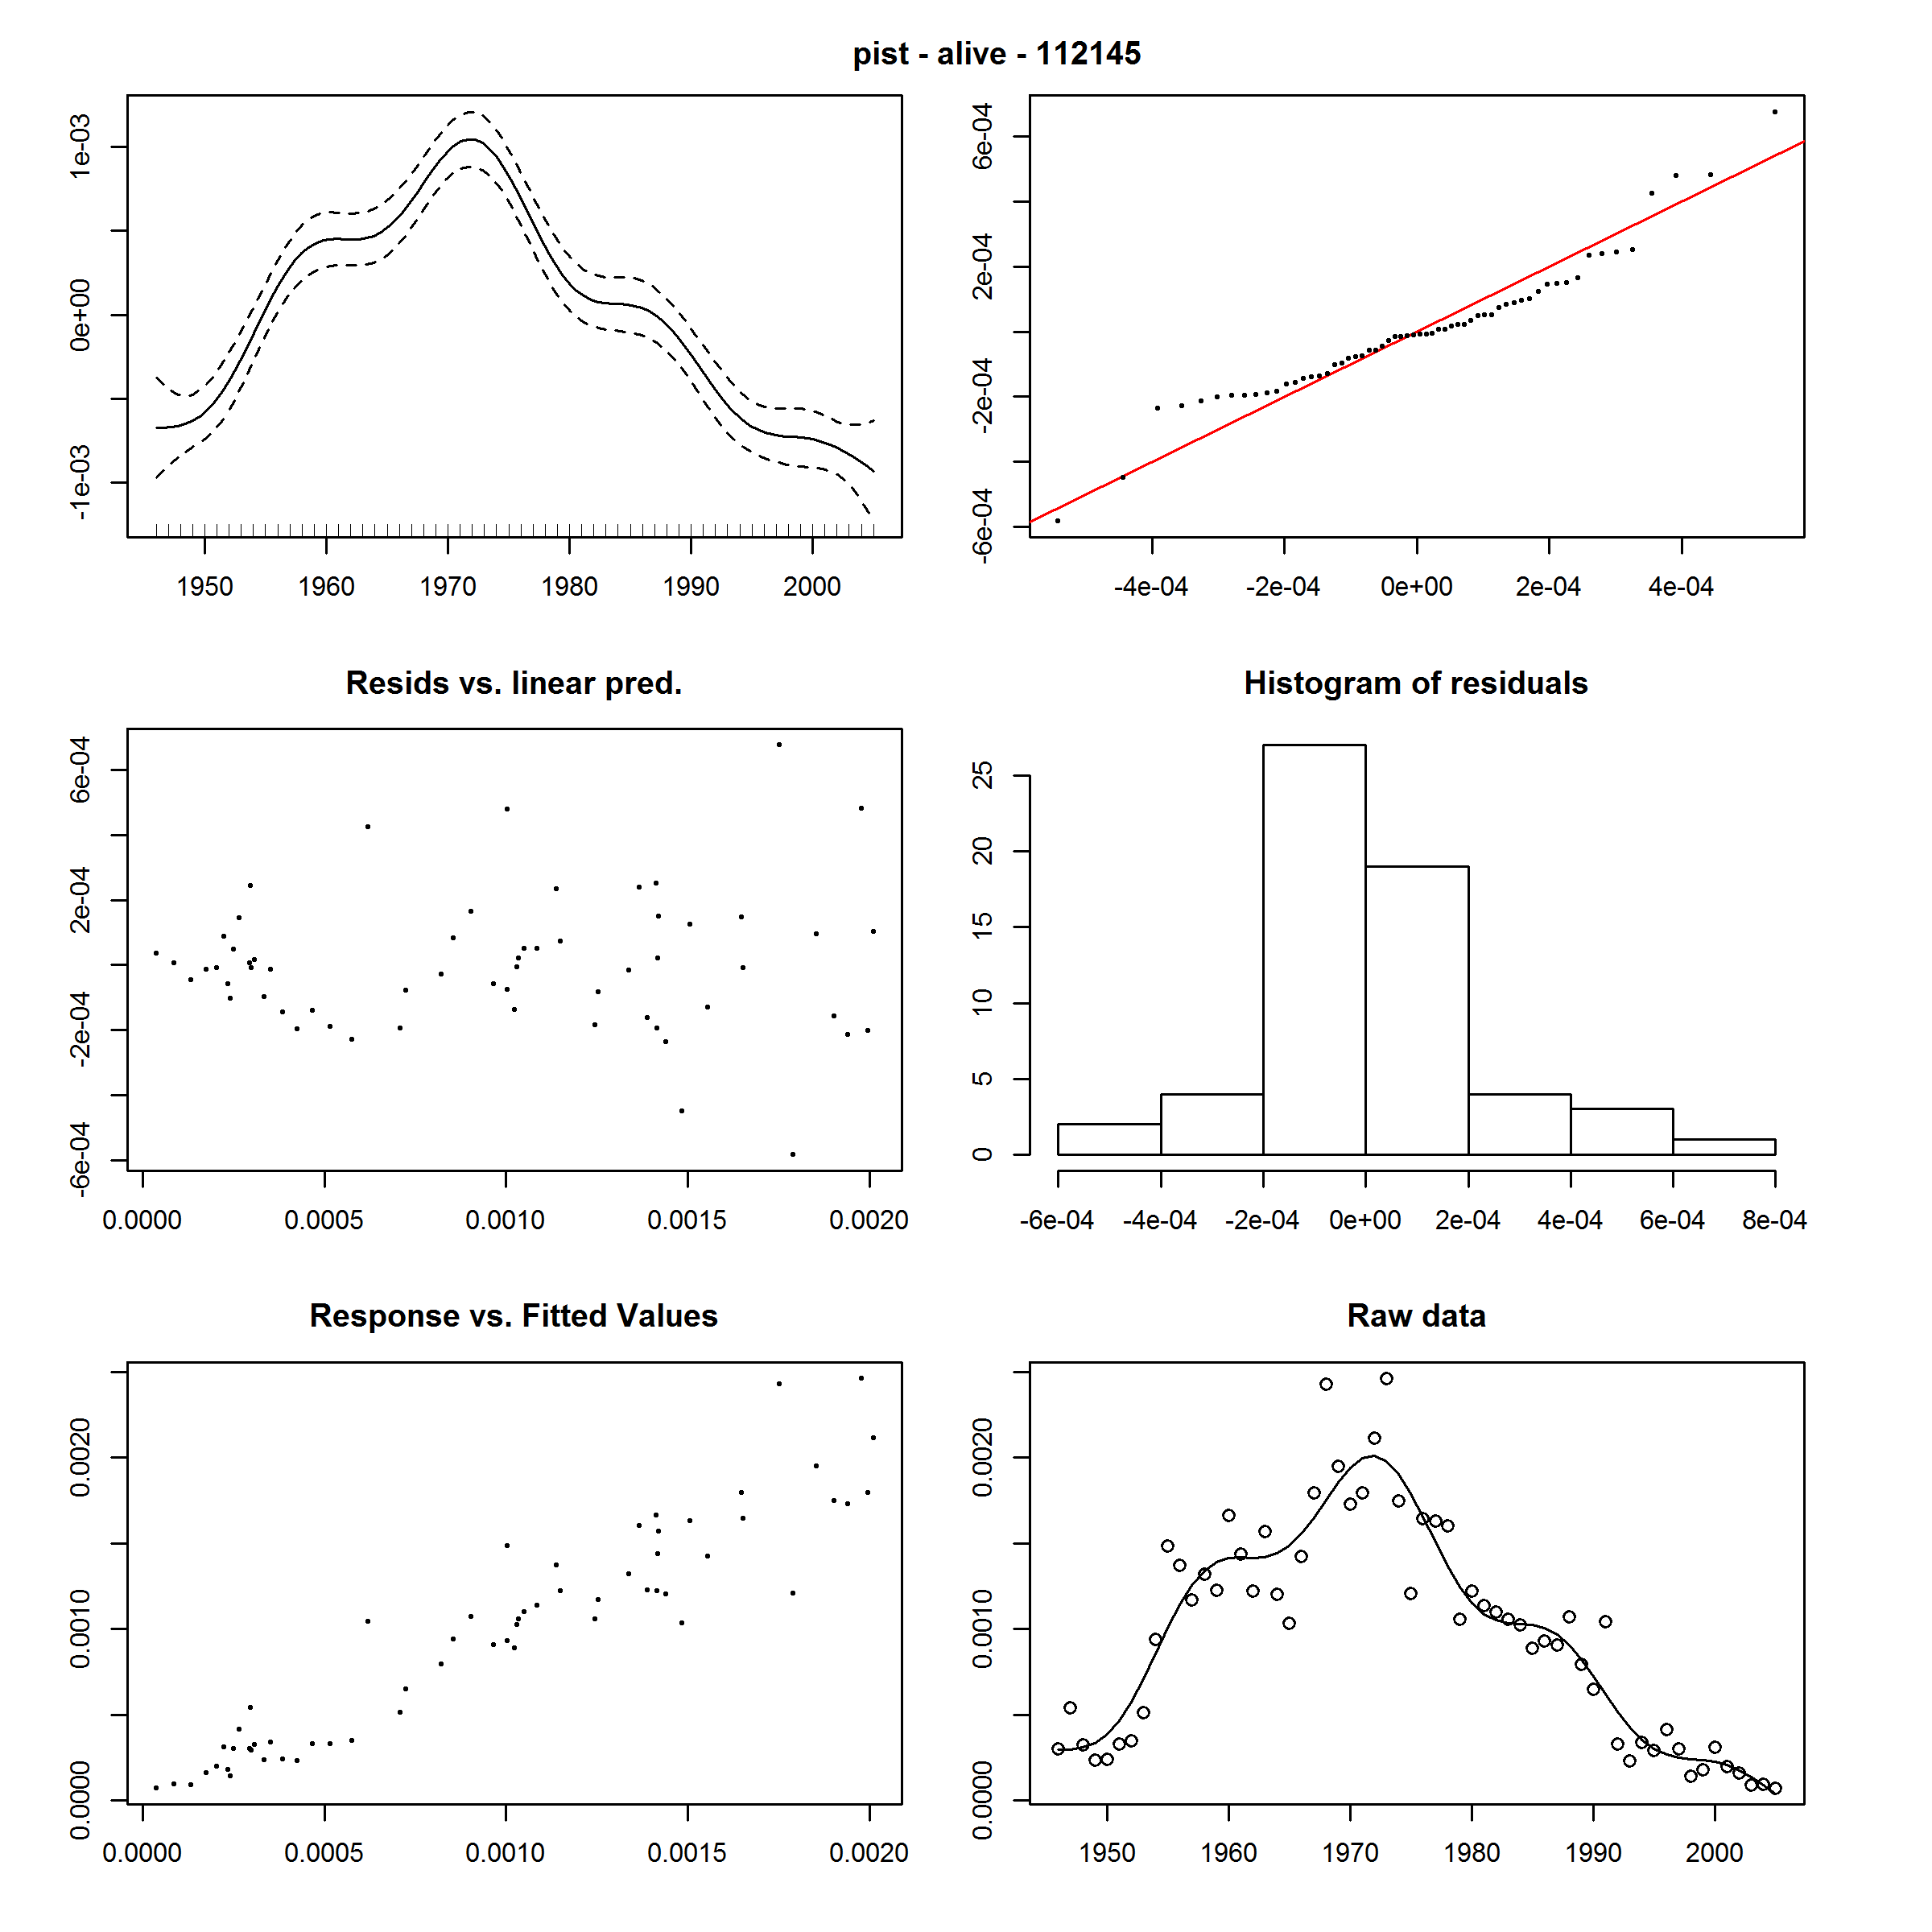 pist - alive - 112145
1e-03
0e+00
-1e-03
1950 1960 1970 1980 1990 2000
6e-04
2e-04
-2e-04
-6e-04
-4e-04 -2e-04 0e+00 2e-04 4e-04
Resids vs. linear pred.
6e-04
2e-04
-2e-04
-6e-04
0.0000 0.0005 0.0010 0.0015 0.0020
Histogram of residuals
25
20
15
10
5
0
-6e-04 -4e-04 -2e-04 0e+00 2e-04 4e-04 6e-04 8e-04
Response vs. Fitted Values
0.0020
0.0010
0.0000
0.0000 0.0005 0.0010 0.0015 0.0020
Raw data
0.0020
0.0010
0.0000
1950 1960 1970 1980 1990 2000